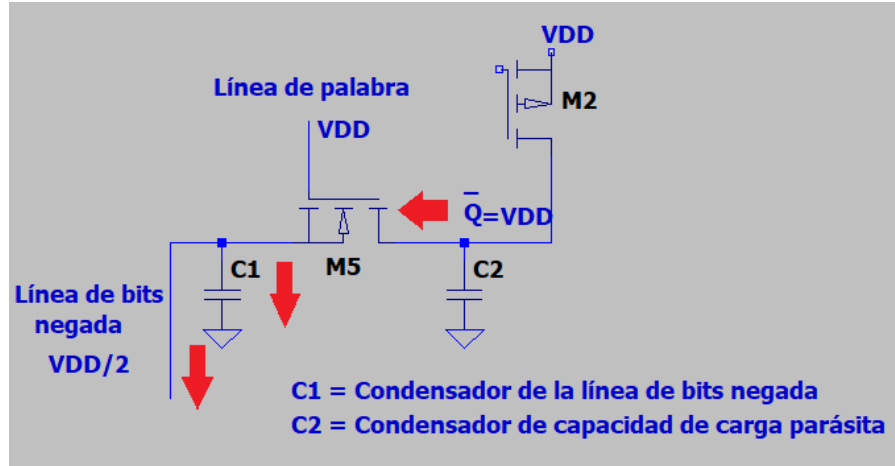 VDD
Línea de palabra
M2
VDD
Q=VDD
C1
M5
C2
Línea de bits
negada
VDD/2
C1 = Condensador de la línea de bits negada
C2 = Condensador de capacidad de carga parásita